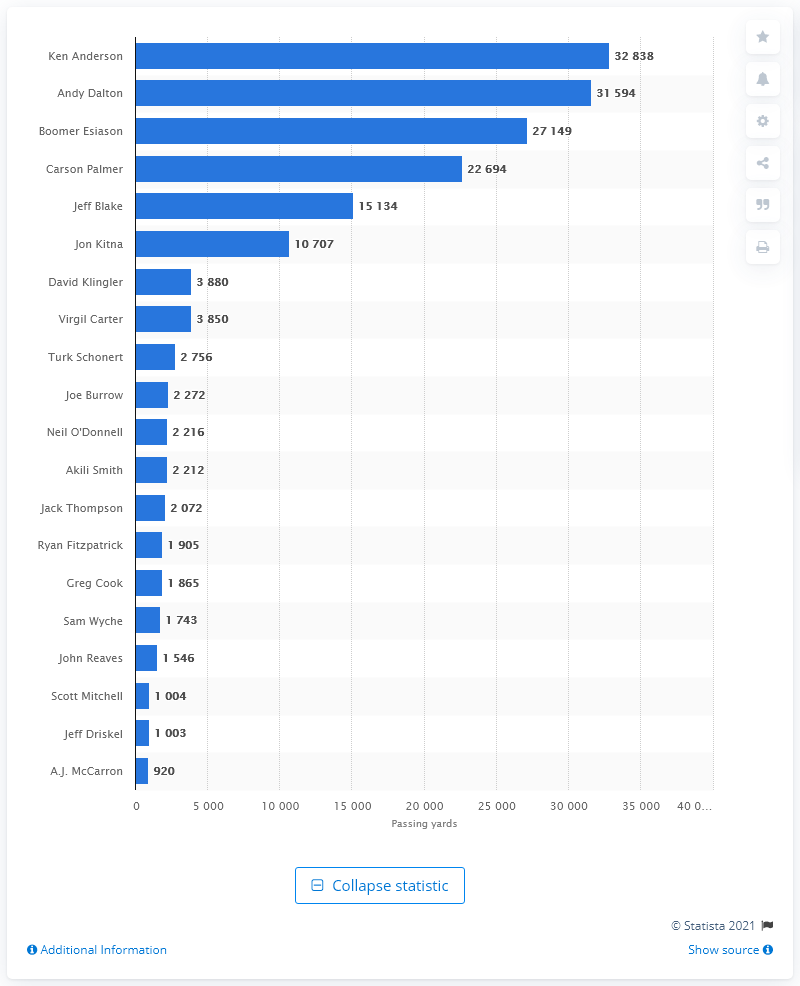 Ken Anderson 32 838
Andy Dalton 31 594
Boomer Esiason 27 149
Carson Palmer 22 694
Jeff Blake 15 134
Jon Kitna 10 707
David Klingler 3 880
Virgil Carter 3 850
Turk Schonert 2 756
Joe Burrow 2 272
Neil O'Donnell 2 216
Akili Smith 2 212
Jack Thompson 2 072
Ryan Fitzpatrick 1 905
Greg Cook 1 865
Sam Wyche 1 743
John Reaves 1 546
Scott Mitchell 1 004
Jeff Driskel 1 003
A.J. McCarron 920
0 5 000 10 000 15 000 20 000 25 000 30 000 35 000 40 0...
Passing yards
Collapse statistic
© Statista 2021
Additional Information Show source